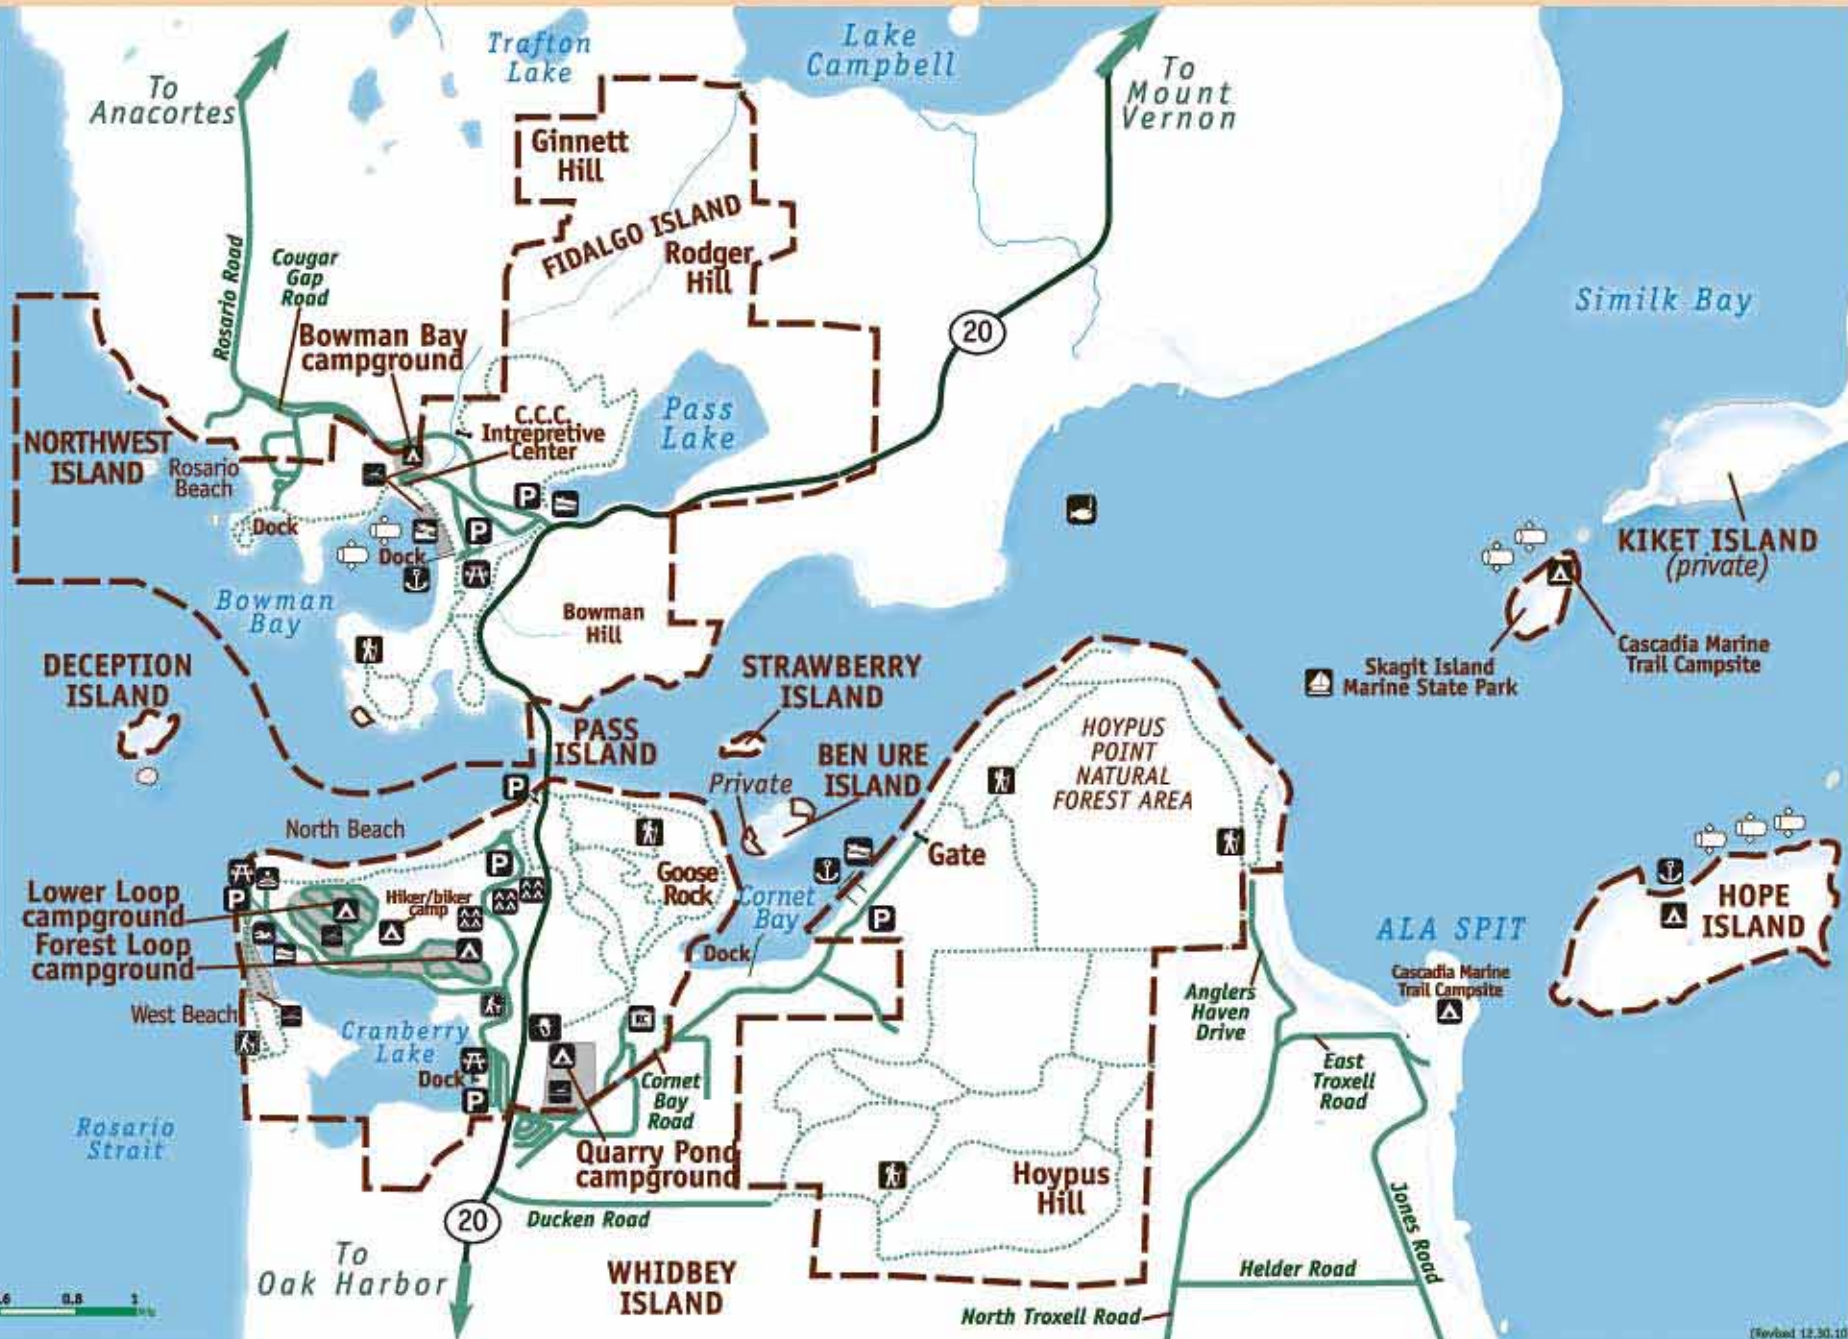 Trafton
Lake
Lake
Campbell
To
Anacortes
To
Mount
Vernon
Ginnett
Hill
FIDALGO ISLAND
Rodger
Hill
Rosario Road
Cougar
Gap
Road
Bowman Bay
campground
20
Similk Bay
Pass
Lake
C.C.C.
Intrepretive
Center
NORTHWEST
ISLAND
Rosario
Beach
P
Dock
P
Dock
KIKET ISLAND
(private)
Bowman
Bay
Bowman
Hill
Cascadia Marine
Trail Campsite
Skagit Island
Marine State Park
DECEPTION
ISLAND
STRAWBERRY
ISLAND
PASS
ISLAND
BEN URE
ISLAND
Private
HOYPUS
POINT
NATURAL
FOREST AREA
P
North Beach
Gate
P
Goose
Rock
Lower Loop
campground
P
Hiker/biker
camp
Cornet
Bay
P
HOPE
ISLAND
Forest Loop
campground
ALA SPIT
Dock
Cascadia Marine
Trail Campsite
West Beach
Anglers
Haven
Drive
Cranberry
Lake
Dock
P
East
Troxell
Road
Cornet
Bay
Road
Rosario
Strait
Quarry Pond
campground
Hoypus
Hill
Jones Road
20
Ducken Road
To
Oak Harbor
WHIDBEY
ISLAND
Helder Road
North Troxell Road
0.8 1